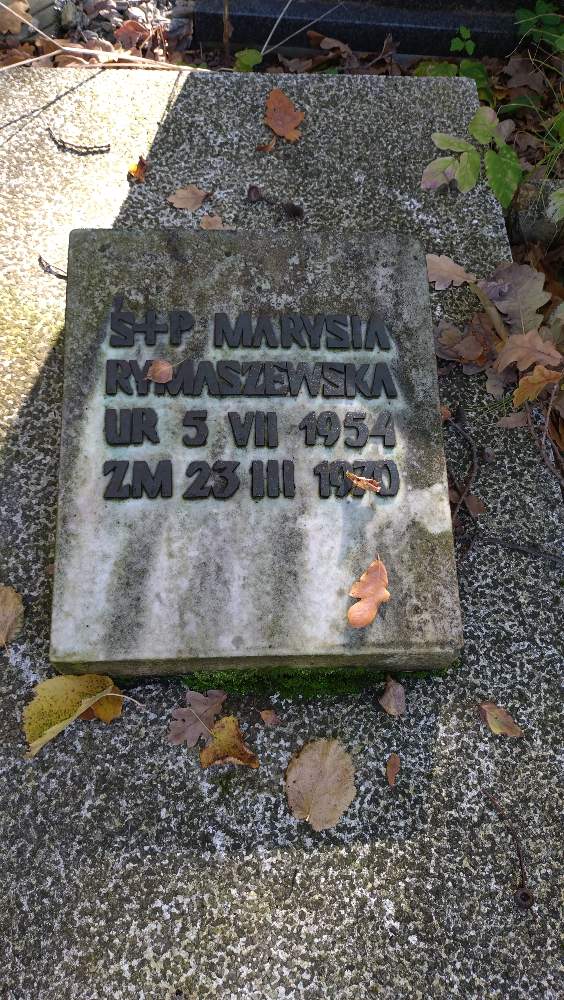 Ś+P MARYSIA
RYMASZEWSKA
UR 5 VII 1954
ZM 23 III 1970